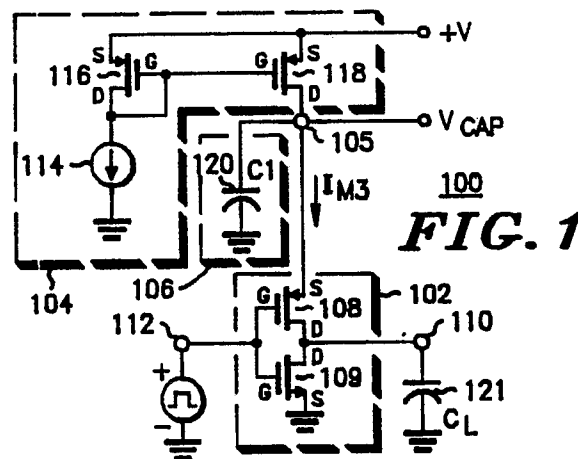 +V
S S
116 G G 118
D D
105 V CAP
114 120 C1 I M3 100
FIG. 1
104 106
S 102
G 108
112 D 110
+ D
G 109 121
- S C L